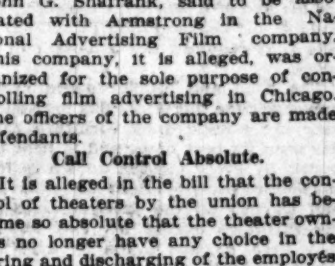 hn G. Shafrank, said to be
ated with Armstrong in the Na-
onal Advertising Film company.
his company, it is alleged, was or-
nized for the sole purpose of con-
olling film advertising in Chicago.
he officers of the company are made
fendants.
Call Control Absolute.
It is alleged in the bill that the con-
ol of theaters by the union has be-
me so absolute that the theater own-
s no longer have any choice in the
ring and discharging of the employes